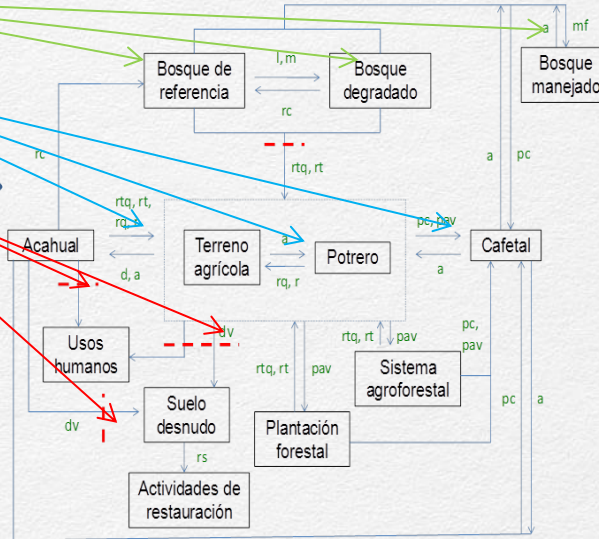 a
mf
Bosque de
referencia
l, m
rc
Bosque
degradado
Bosque
manejado
rc
rtq, rt
a
pc
rtq, rt,
d, a
Acahual
Terreno
agrícola
a
rq, r
Potrero
pc, pav
a
Cafetal
Usos
humanos
dv
dv
Suelo
desnudo
rs
Actividades de
restauración
rtq, rt
pav
Plantación
forestal
rtq, rt
pav
Sistema
agroforestal
pc,
pav
pc
a